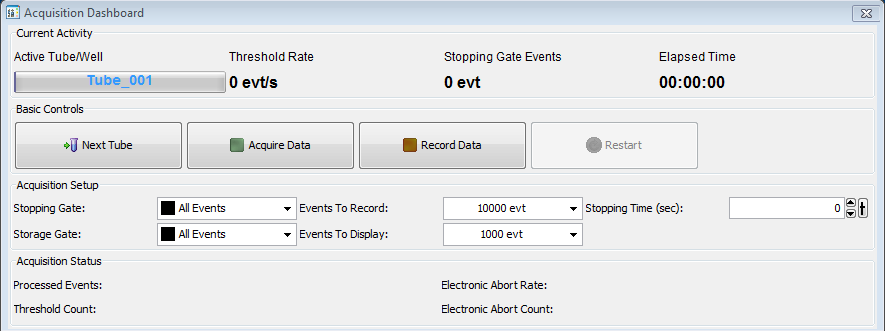 Acquisition Dashboard
Current Activity
Active Tube/Well Threshold Rate Stopping Gate Events Elapsed Time
Tube_001 0 evt/s 0 evt 00:00:00
Basic Controls
Next Tube Acquire Data Record Data Restart
Acquisition Setup
Stopping Gate: All Events Events To Record: 10000 evt Stopping Time (sec): 0
Storage Gate: All Events Events To Display: 1000 evt
Acquisition Status
Processed Events: Electronic Abort Rate:
Threshold Count: Electronic Abort Count: